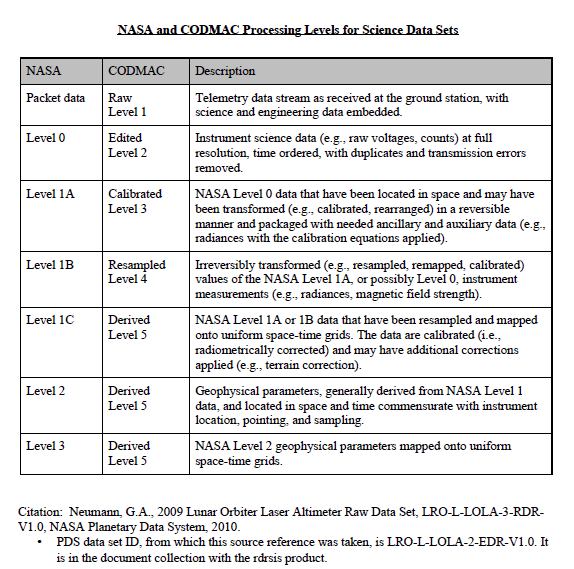 NASA and CODMAC Processing Levels for Science Data Sets
NASA CODMAC Description
Packet data Raw Telemetry data stream as received at the ground station, with
Level 1 science and engineering data embedded.
Level 0 Edited Instrument science data (e.g., raw voltages, counts) at full
Level 2 resolution, time ordered, with duplicates and transmission errors
removed.
Level 1A Calibrated NASA Level 0 data that have been located in space and may have
Level 3 been transformed (e.g., calibrated, rearranged) in a reversible
manner and packaged with needed ancillary and auxiliary data (e.g.,
radiances with the calibration equations applied).
Level 1B Resampled Irreversibly transformed (e.g., resampled, remapped, calibrated)
Level 4 values of the NASA Level 1A, or possibly Level 0, instrument
measurements (e.g., radiances, magnetic field strength).
Level 1C Derived NASA Level 1A or 1B data that have been resampled and mapped
Level 5 onto uniform space-time grids. The data are calibrated (i.e.,
radiometrically corrected) and may have additional corrections
applied (e.g., terrain correction).
Level 2 Derived Geophysical parameters, generally derived from NASA Level 1
Level 5 data, and located in space and time commensurate with instrument
location, pointing, and sampling.
Level 3 Derived NASA Level 2 geophysical parameters mapped onto uniform
Level 5 space-time grids.
Citation: Neumann, G.A., 2009 Lunar Orbiter Laser Altimeter Raw Data Set, LRO-L-LOLA-3-RDR-
V1.0, NASA Planetary Data System, 2010.
• PDS data set ID, from which this source reference was taken, is LRO-L-LOLA-2-EDR-V1.0. It
is in the document collection with the rdrsis product.